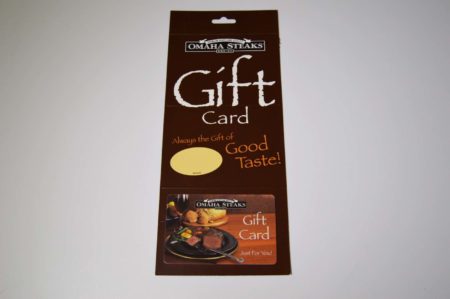 OMAHA STEAKS
Gift
Card
Always the Gift of
Good
Taste!
OMAHA STEAKS
Gift
Card
Just For You!